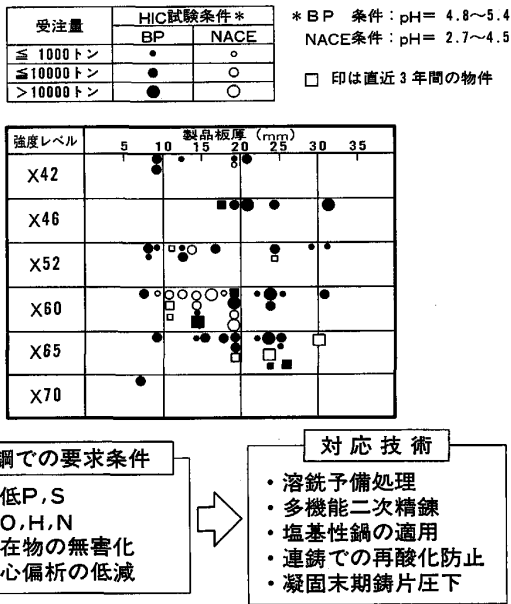 受注量
HIC試験条件*
BP
NACE
≦ 1000トン
≦10000トン
>10000トン
*BP 条件:pH= 4.8~5.4
NACE条件:pH= 2.7~4.5
□ 印は直近3年間の物件
強度レベル
製品板厚 (mm)
5 10 15 20 25 30 35
X42
X46
X52
X60
X65
X70
鋼での要求条件
低P,S
O,H,N
在物の無害化
心偏析の低減
対応技術
・溶銑予備処理
・多機能二次精錬
・塩基性鍋の適用
・連鋳での再酸化防止
・凝固末期鋳片圧下